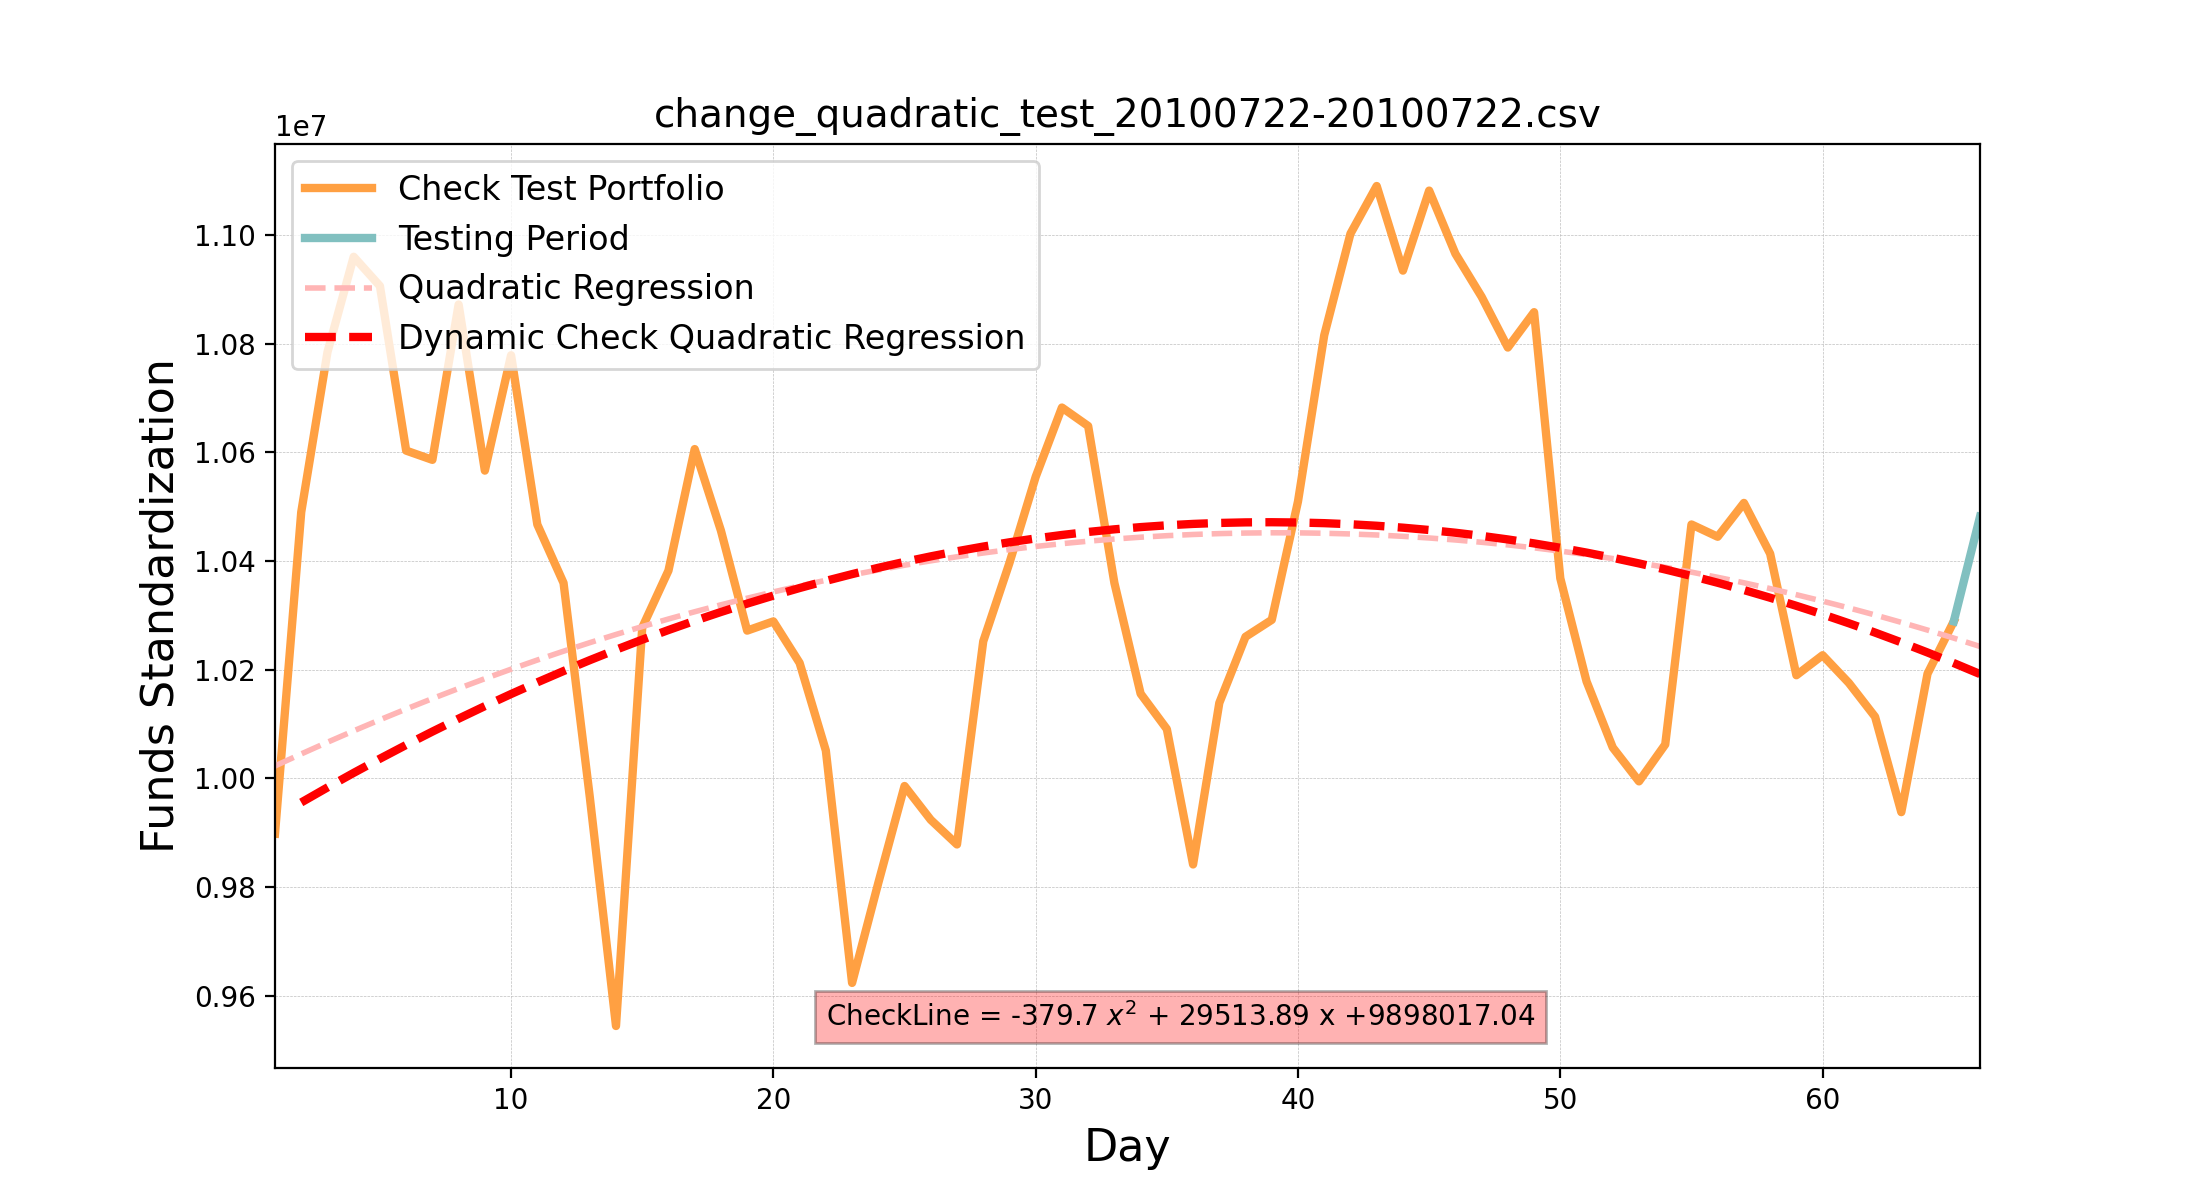 change_quadratic_test_20100722-20100722.csv
1e7
Check Test Portfolio
Testing Period
Quadratic Regression
Dynamic Check Quadratic Regression
Funds Standardization
1.10
1.08
1.06
1.04
1.02
1.00
0.98
0.96
CheckLine = -379.7 x² + 29513.89 x +9898017.04
10 20 30 40 50 60
Day